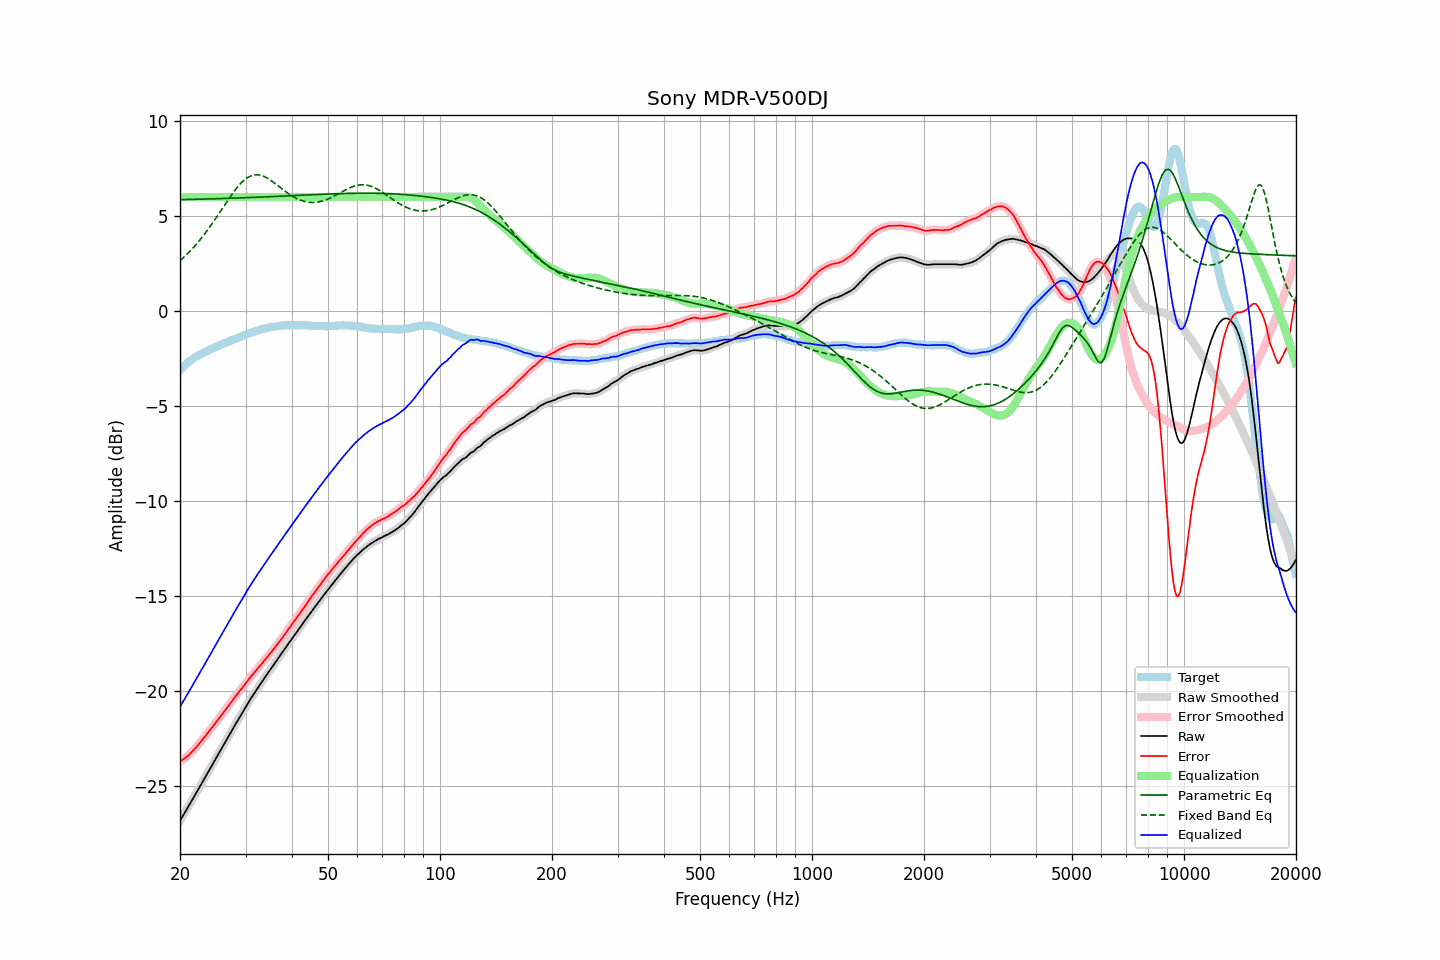 Sony MDR-V500DJ
10
5
0
−5
−10
−15
−20
−25
Amplitude (dBr)
20 50 100 200 500 1000 2000 5000 10000 20000
Frequency (Hz)
Target
Raw Smoothed
Error Smoothed
Raw
Error
Equalization
Parametric Eq
Fixed Band Eq
Equalized